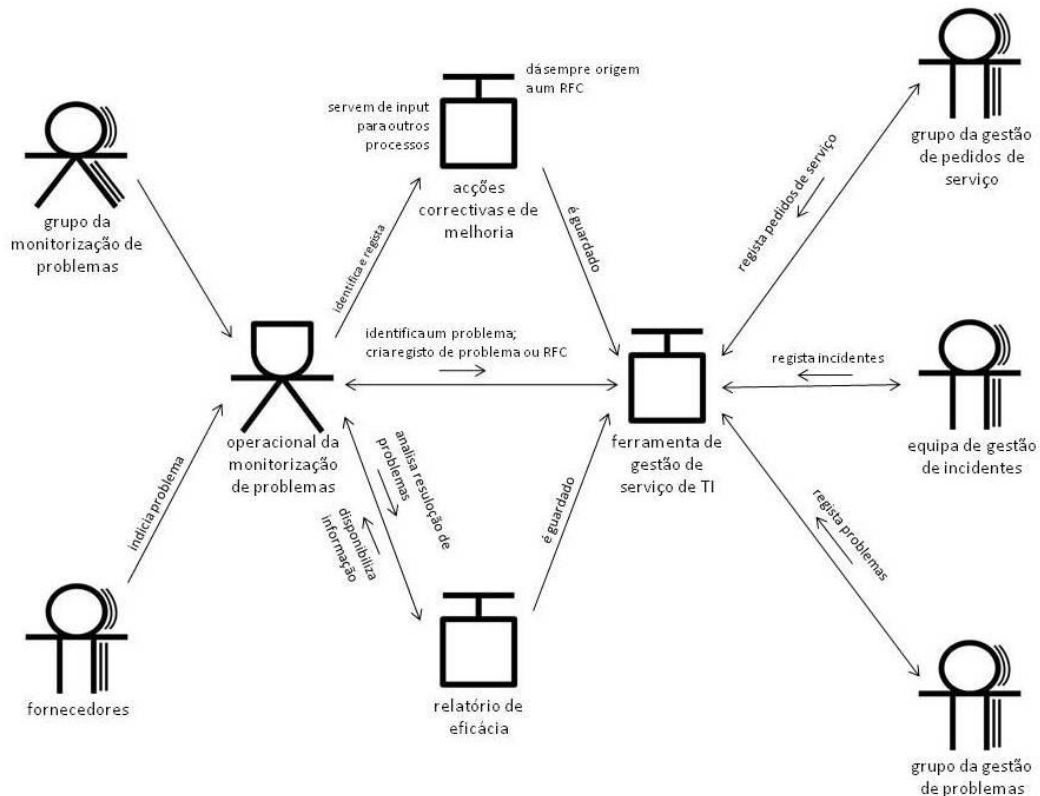 dá sempre origem
a um RFC
servem de input
para outros
processos
acções
correctivas e de
melhoria
grupo da gestão
de pedidos de
serviço
grupo da
monitorização de
problemas
identifica e regista
é guardado
regista pedidos de serviço
identifica um problema;
cria registo de problema ou RFC
regista incidentes
operacional da
monitorização
de problemas
ferramenta de
gestão de
serviço de TI
equipa de gestão
de incidentes
indicia problema
analisa resuloção de
problemas
disponibiliza
informação
é guardado
regista problemas
fornecedores
relatório de
eficácia
grupo da gestão
de problemas